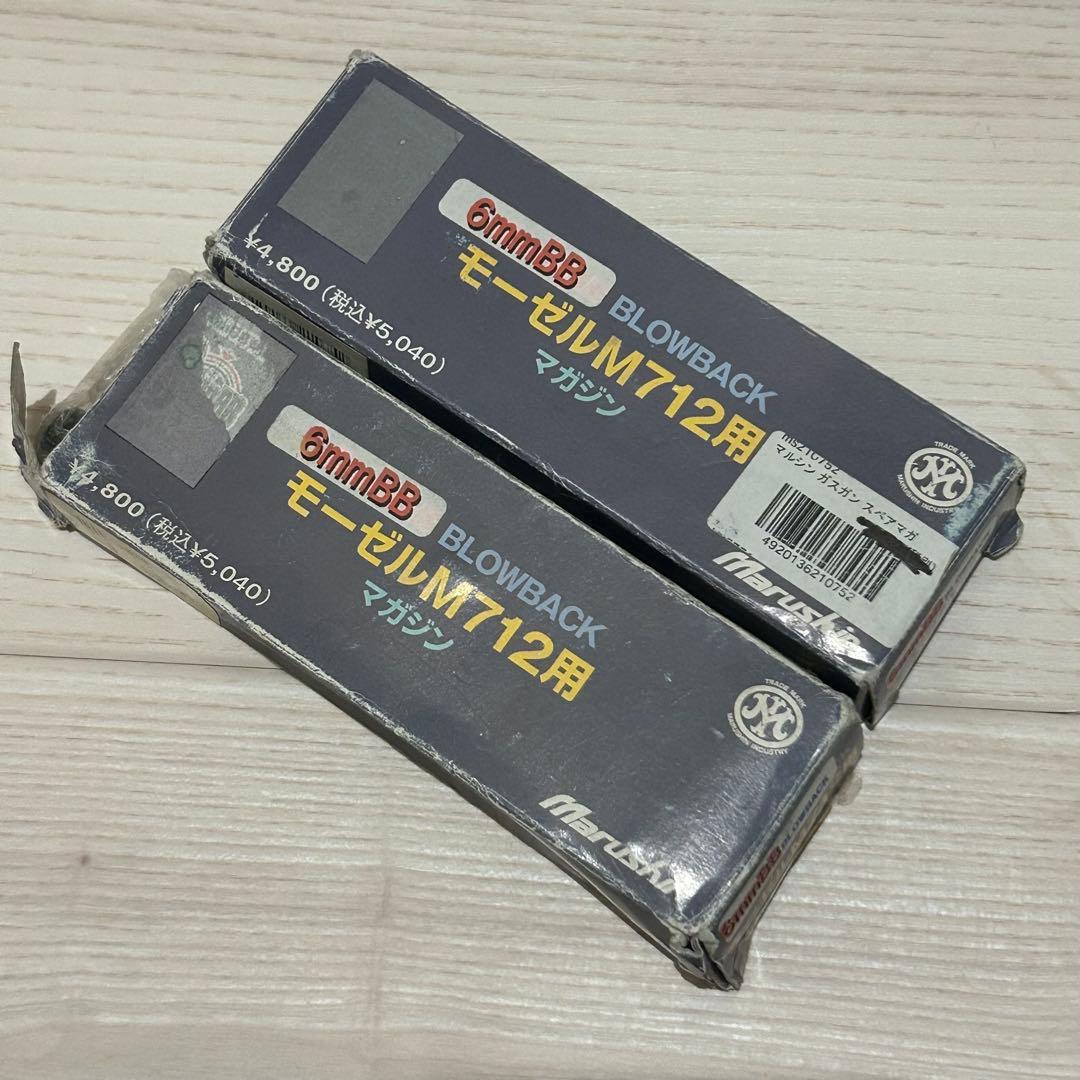 6mmBB
BLOWBACK
モーゼルM712用
マガジン
¥4,800(税込¥5,040)
ms210752
マルシン ガスガン スペアマガ
4920136210752
TRADE MARK
MARUSHIN INDUSTRY
Marushin
6mmBB
BLOWBACK
モーゼルM712用
マガジン
¥4,800(税込¥5,040)
TRADE MARK
MARUSHIN INDUSTRY
Marushin
6mmBB
BLOWBACK